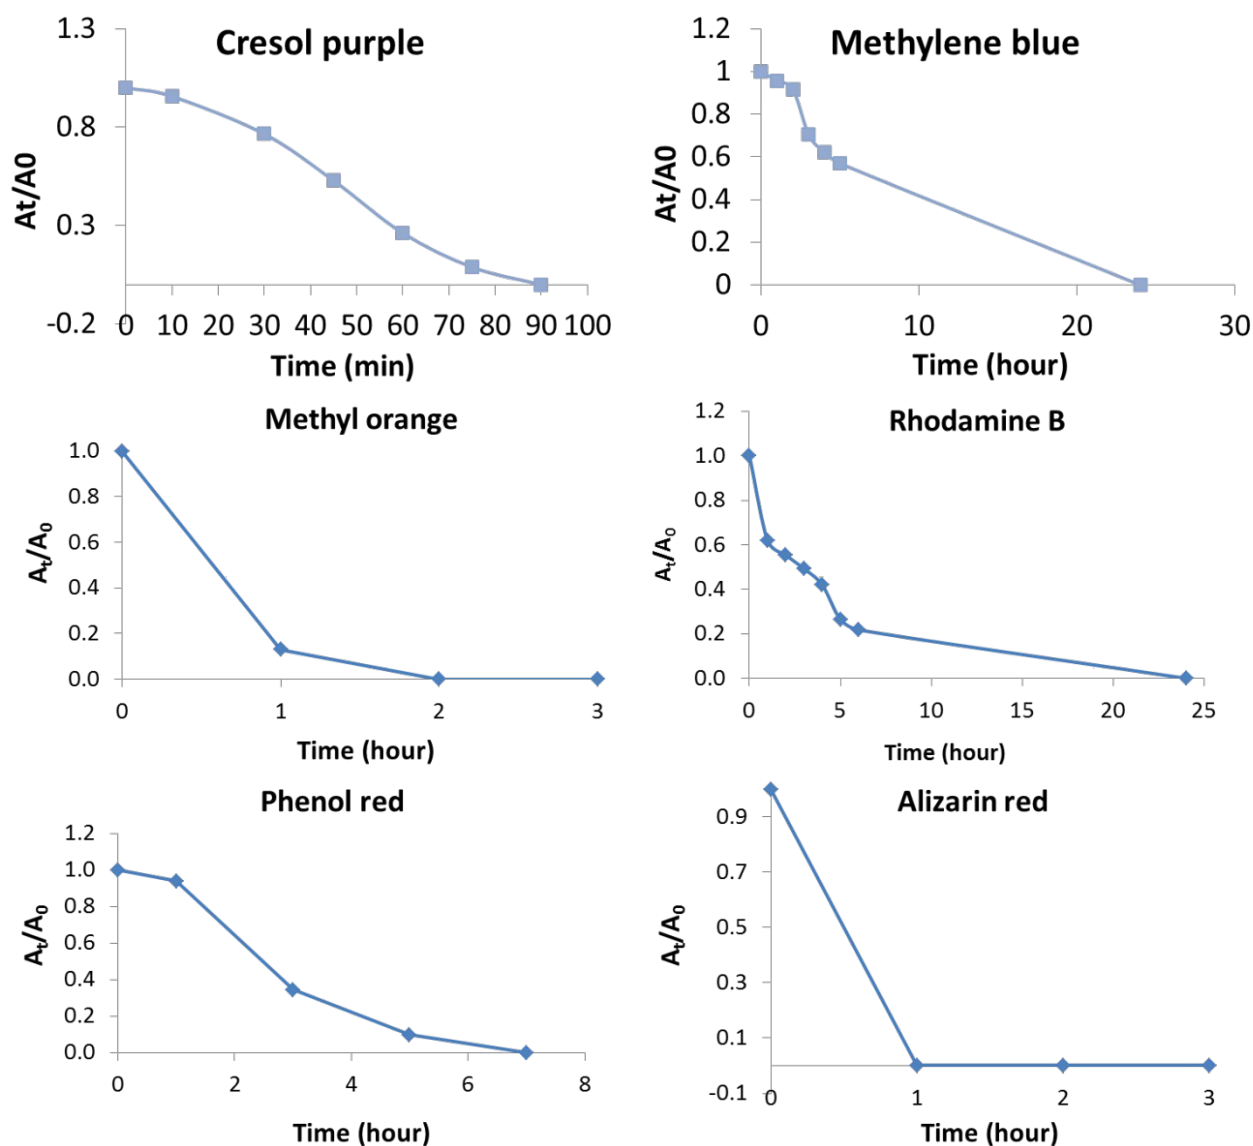 Cresol purple
1.3
0.8
0.3
-0.2
At/A0
0 10 20 30 40 50 60 70 80 90 100
Time (min)
Methylene blue
1.2
1
0.8
0.6
0.4
0.2
0
At/A0
0 10 20 30
Time (hour)
Methyl orange
1.0
0.8
0.6
0.4
0.2
0.0
At/A0
0 1 2 3
Time (hour)
Rhodamine B
1.2
1.0
0.8
0.6
0.4
0.2
0.0
At/A0
0 5 10 15 20 25
Time (hour)
Phenol red
1.2
1.0
0.8
0.6
0.4
0.2
0.0
At/A0
0 2 4 6 8
Time (hour)
Alizarin red
0.9
0.7
0.5
0.3
0.1
-0.1
At/A0
0 1 2 3
Time (hour)